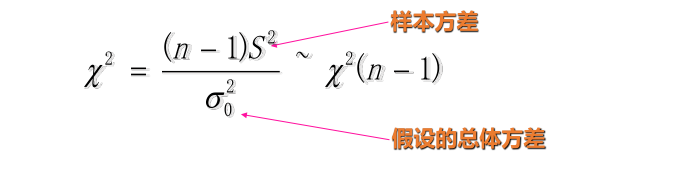 样本方差
χ² = (n − 1)S² / σ₀² ~ χ²(n − 1)
假设的总体方差